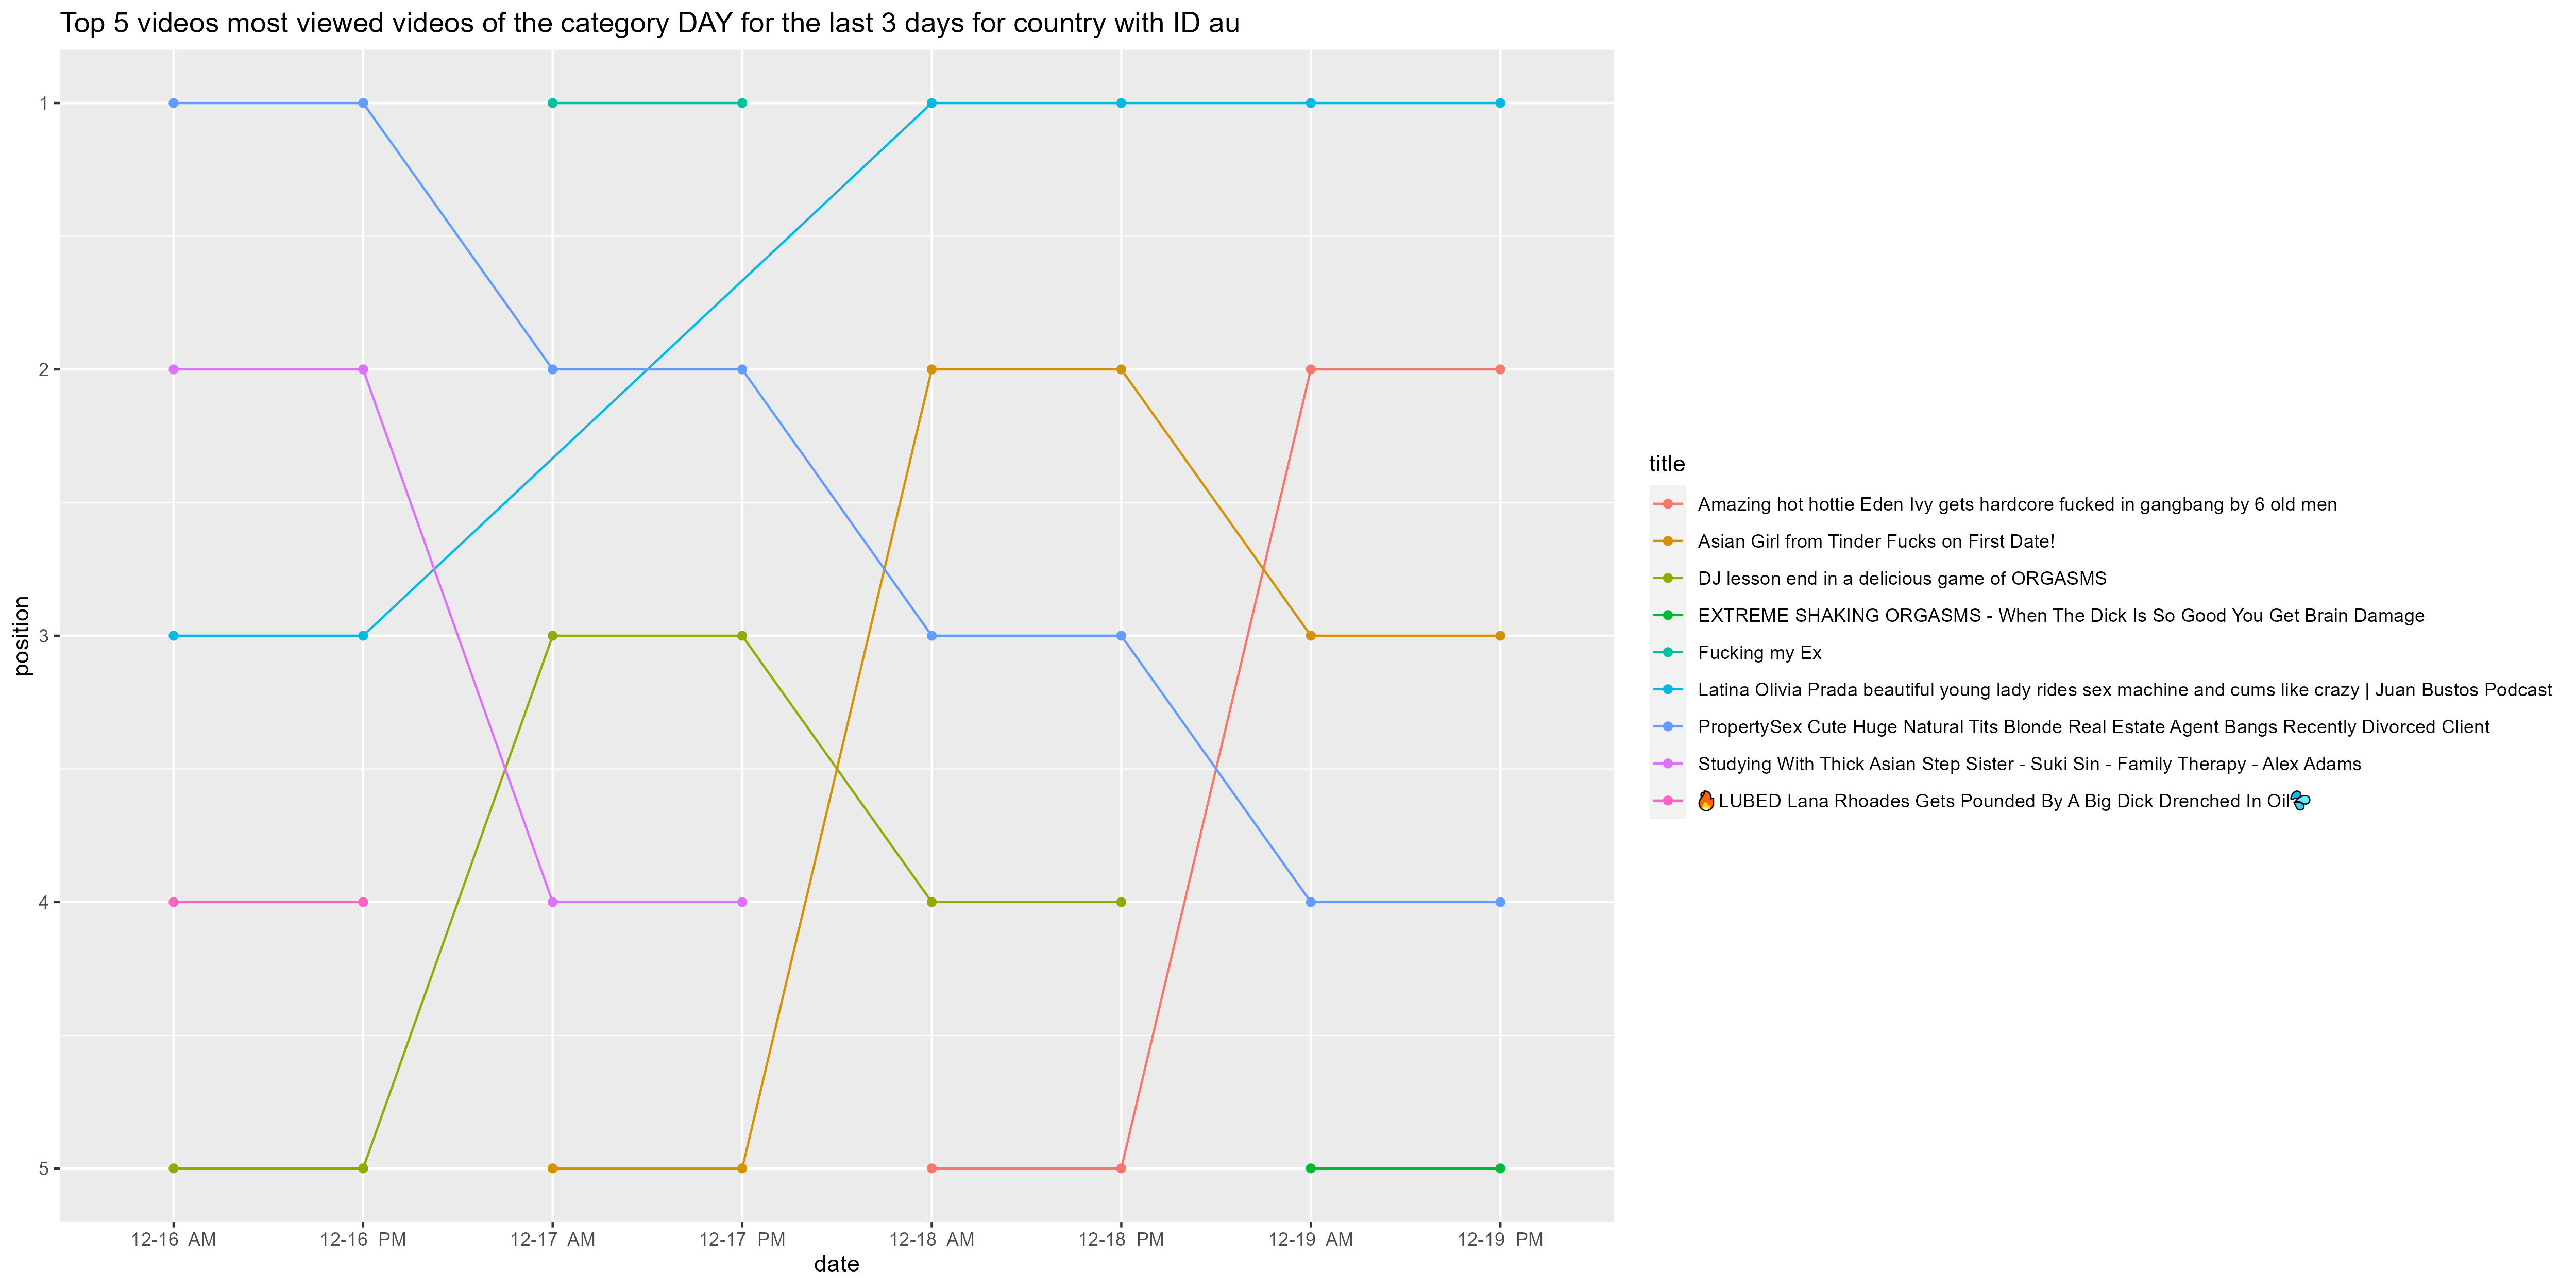 Top 5 videos most viewed videos of the category DAY for the last 3 days for country with ID au
position
1
2
3
4
5
12-16 AM
12-16 PM
12-17 AM
12-17 PM
12-18 AM
12-18 PM
12-19 AM
12-19 PM
date
title
Amazing hot hottie Eden Ivy gets hardcore fucked in gangbang by 6 old men
Asian Girl from Tinder Fucks on First Date!
DJ lesson end in a delicious game of ORGASMS
EXTREME SHAKING ORGASMS - When The Dick Is So Good You Get Brain Damage
Fucking my Ex
Latina Olivia Prada beautiful young lady rides sex machine and cums like crazy | Juan Bustos Podcast
PropertySex Cute Huge Natural Tits Blonde Real Estate Agent Bangs Recently Divorced Client
Studying With Thick Asian Step Sister - Suki Sin - Family Therapy - Alex Adams
🔥LUBED Lana Rhoades Gets Pounded By A Big Dick Drenched In Oil💦